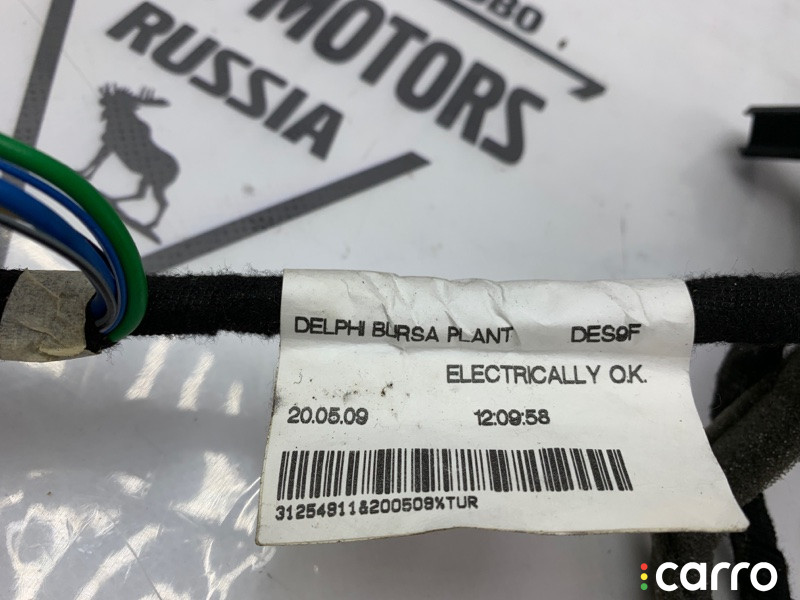 MOTORS
RUSSIA
DELPHI BURSA PLANT DES9F
ELECTRICALLY O.K.
20.05.09 12:09:58
31254911&200509%TUR
carro